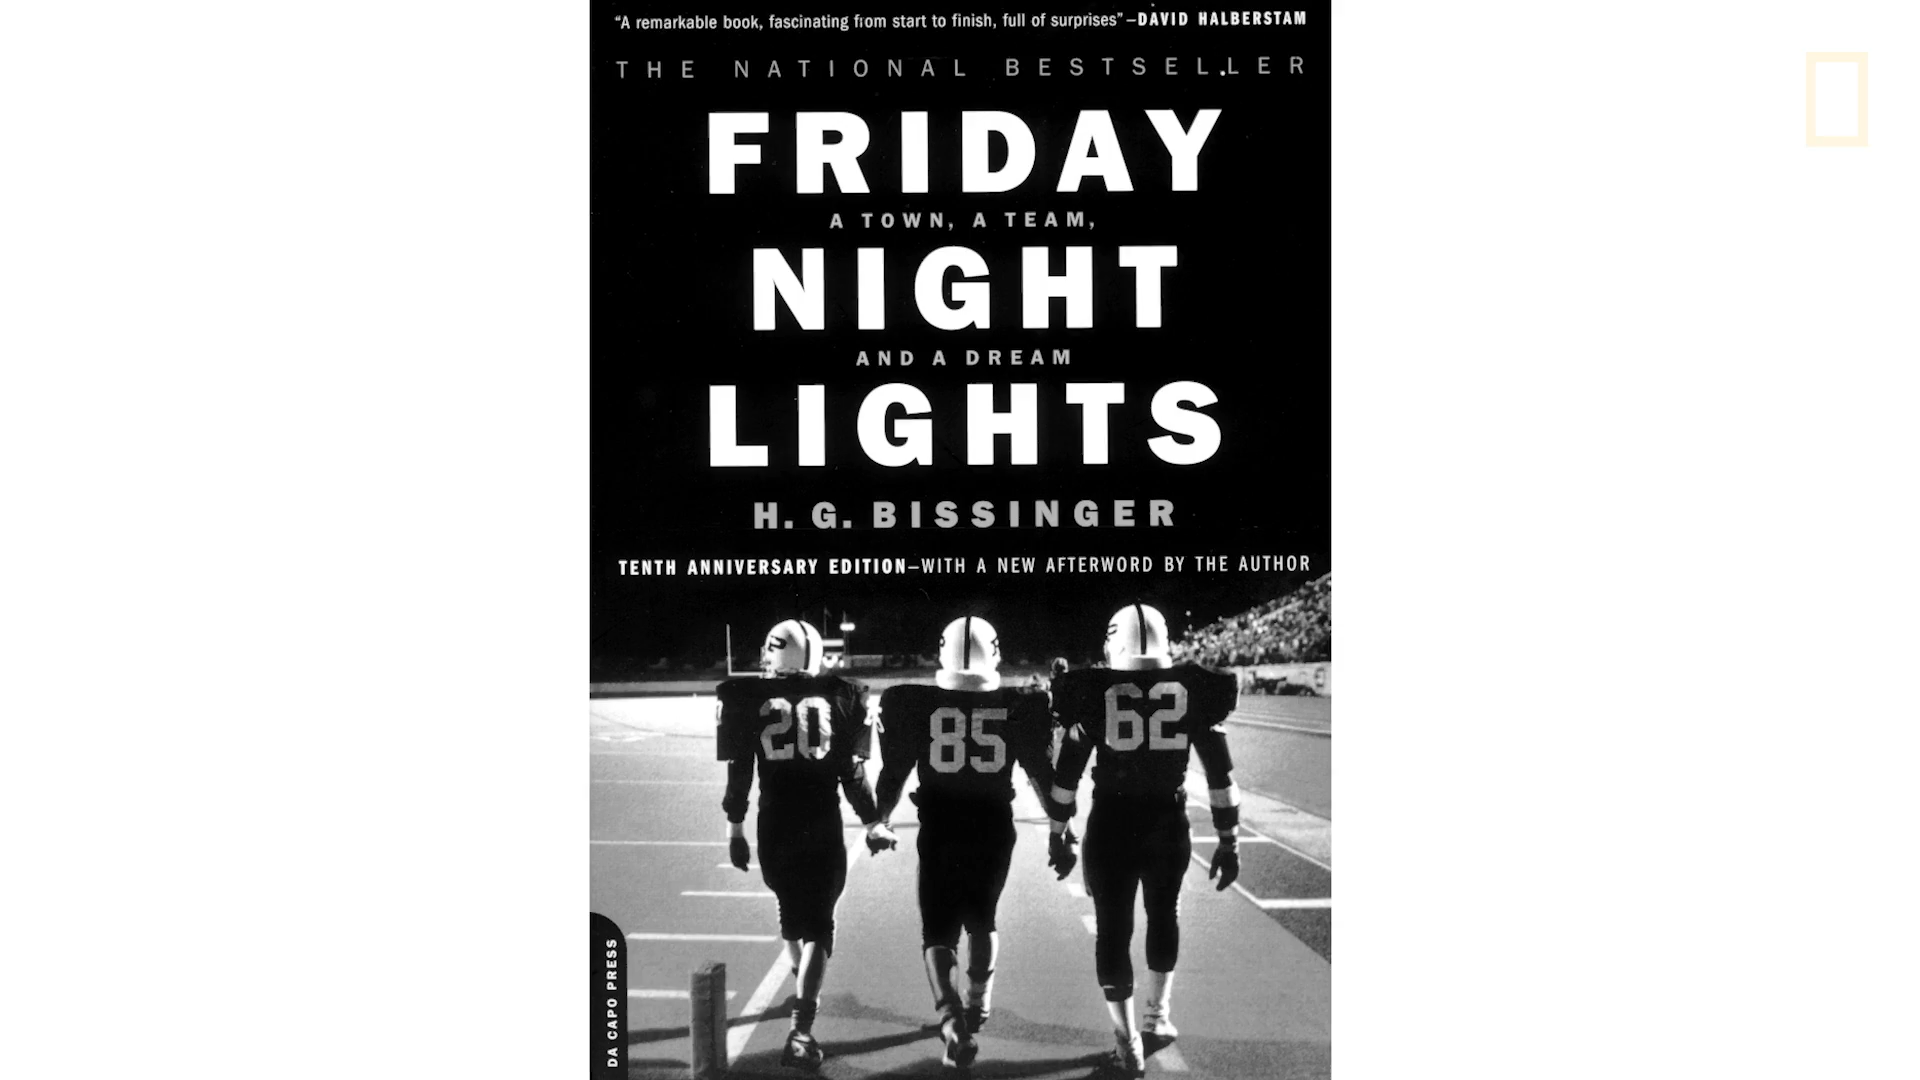 "A remarkable book, fascinating from start to finish, full of surprises"—DAVID HALBERSTAM
THE NATIONAL BESTSELLER
FRIDAY
A TOWN, A TEAM,
NIGHT
AND A DREAM
LIGHTS
H. G. BISSINGER
TENTH ANNIVERSARY EDITION—WITH A NEW AFTERWORD BY THE AUTHOR
20
85
62
DA CAPO PRESS